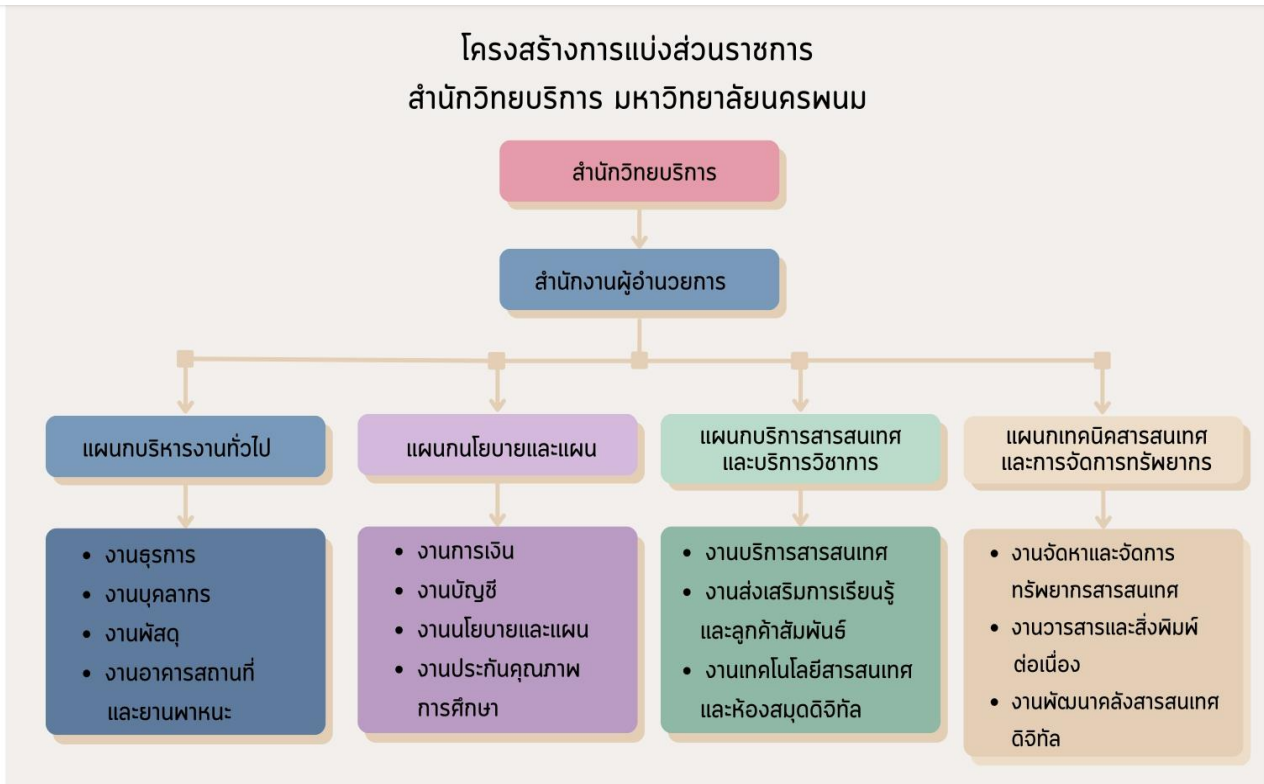 โครงสร้างการแบ่งส่วนราชการ
สำนักวิทยบริการ มหาวิทยาลัยนครพนม
สำนักวิทยบริการ
สำนักงานผู้อำนวยการ
แผนกบริหารงานทั่วไป
• งานธุรการ
• งานบุคลากร
• งานพัสดุ
• งานอาคารสถานที่
และยานพาหนะ
แผนกนโยบายและแผน
• งานการเงิน
• งานบัญชี
• งานนโยบายและแผน
• งานประกันคุณภาพ
การศึกษา
แผนกบริการสารสนเทศ
และบริการวิชาการ
• งานบริการสารสนเทศ
• งานส่งเสริมการเรียนรู้
และลูกค้าสัมพันธ์
• งานเทคโนโลยีสารสนเทศ
และห้องสมุดดิจิทัล
แผนกเทคนิคสารสนเทศ
และการจัดการทรัพยากร
• งานจัดหาและจัดการ
ทรัพยากรสารสนเทศ
• งานวารสารและสิ่งพิมพ์
ต่อเนื่อง
• งานพัฒนาคลังสารสนเทศ
ดิจิทัล